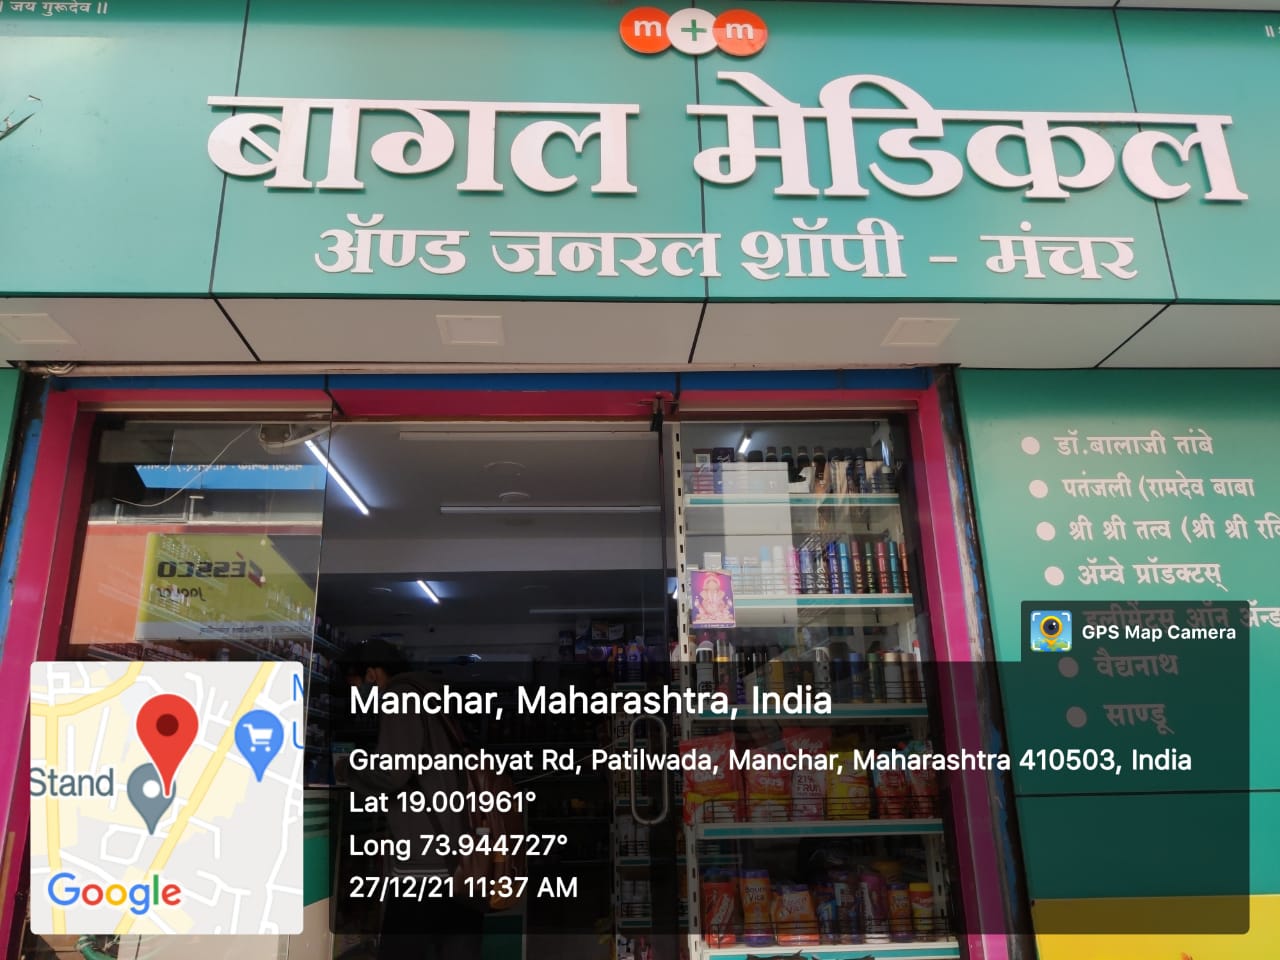 । जय गुरूदेव ।।
m + m
बागल मेडिकल
ॲण्ड जनरल शॉपी - मंचर
डॉ.बालाजी तांबे
पतंजली (रामदेव बाबा
श्री श्री तत्व (श्री श्री
ॲम्वे प्रॉडक्टस्
वैद्यनाथ
साण्डू
ESSCO
GPS Map Camera
Stand
Google
Manchar, Maharashtra, India
Grampanchyat Rd, Patilwada, Manchar, Maharashtra 410503, India
Lat 19.001961°
Long 73.944727°
27/12/21 11:37 AM